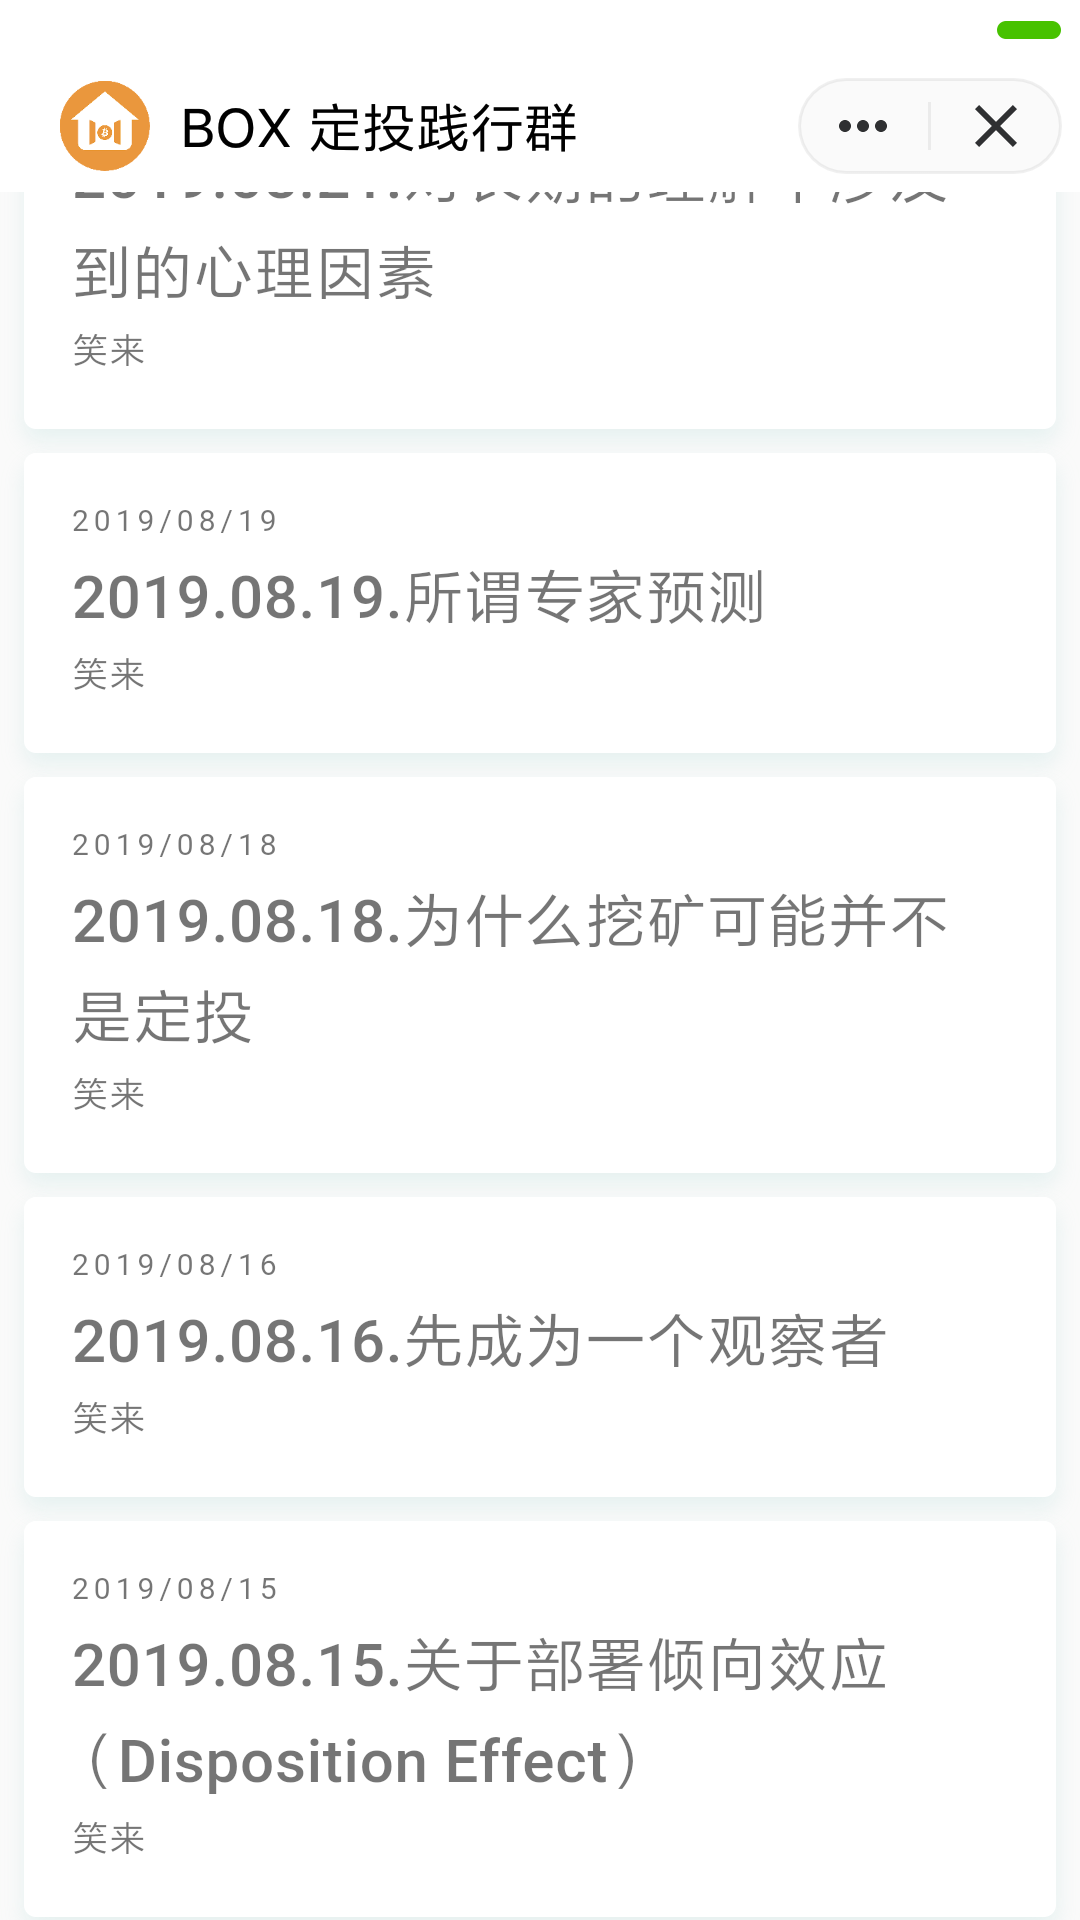 BOX 定投践行群
到的心理因素
笑来
2019/08/19
2019.08.19.所谓专家预测
笑来
2019/08/18
2019.08.18.为什么挖矿可能并不
是定投
笑来
2019/08/16
2019.08.16.先成为一个观察者
笑来
2019/08/15
2019.08.15.关于部署倾向效应
（Disposition Effect）
笑来